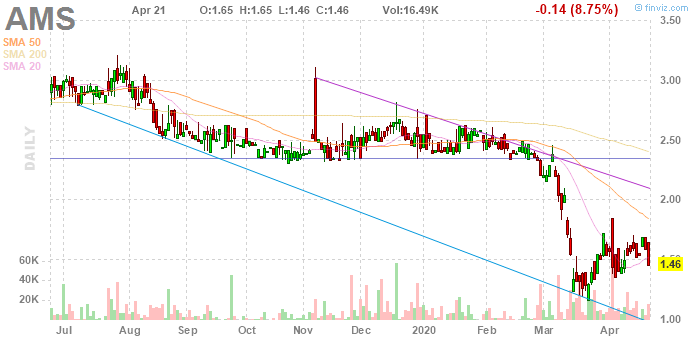 AMS
Apr 21 O:1.65 H:1.65 L:1.46 C:1.46 Vol:16.49K -0.14 (8.75%)
© finviz.com
SMA 50
SMA 200
SMA 20
DAILY
3.50
3.00
2.50
2.00
1.50
1.46
1.00
60K
40K
20K
Jul Aug Sep Oct Nov Dec 2020 Feb Mar Apr